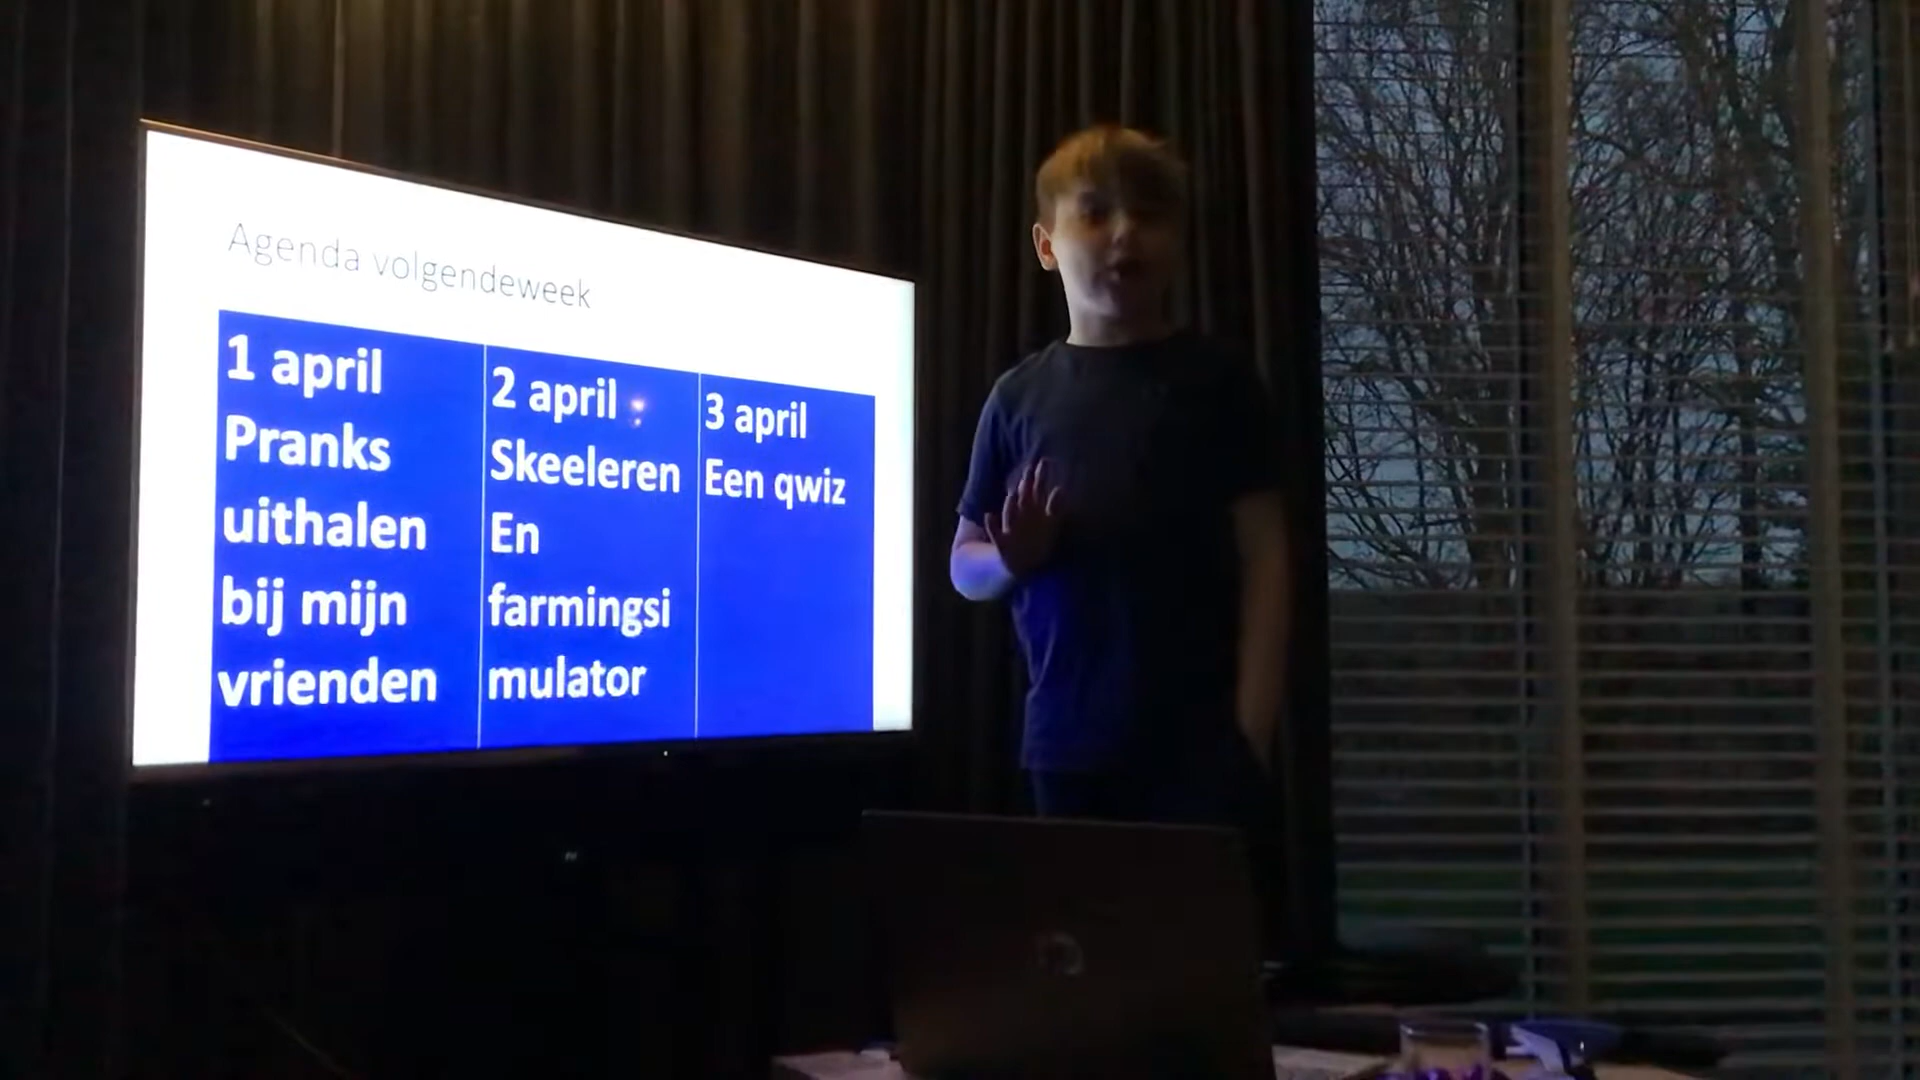 Agenda volgendeweek
1 april
Pranks
uithalen
bij mijn
vrienden
2 april
Skeeleren
En
farmingsi
mulator
3 april
Een qwiz